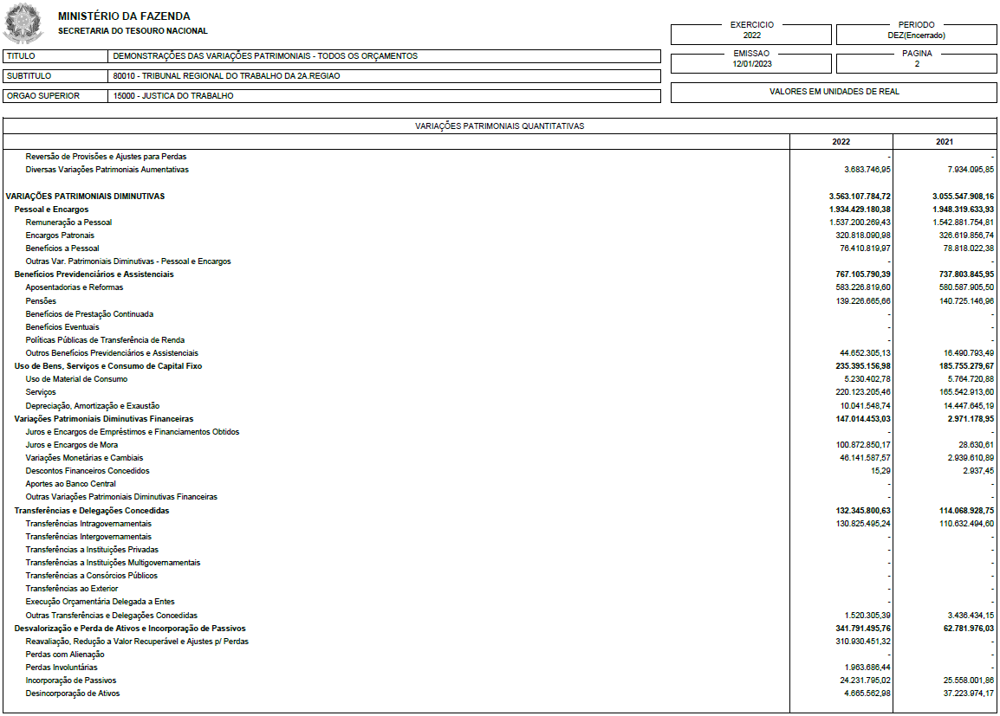 MINISTÉRIO DA FAZENDA
SECRETARIA DO TESOURO NACIONAL
EXERCICIO PERIODO
2022 DEZ(Encerrado)
TITULO DEMONSTRAÇÕES DAS VARIAÇÕES PATRIMONIAIS - TODOS OS ORÇAMENTOS
EMISSAO PAGINA
12/01/2023 2
SUBTITULO 80010 - TRIBUNAL REGIONAL DO TRABALHO DA 2A.REGIAO
ORGAO SUPERIOR 15000 - JUSTICA DO TRABALHO
VALORES EM UNIDADES DE REAL
VARIAÇÕES PATRIMONIAIS QUANTITATIVAS
2022 2021
Reversão de Provisões e Ajustes para Perdas - -
Diversas Variações Patrimoniais Aumentativas 3.683.746,95 7.934.095,85
VARIAÇÕES PATRIMONIAIS DIMINUTIVAS 3.563.107.784,72 3.055.547.908,16
Pessoal e Encargos 1.934.429.180,38 1.948.319.633,93
Remuneração a Pessoal 1.537.200.269,43 1.542.881.754,81
Encargos Patronais 320.818.090,98 326.619.856,74
Benefícios a Pessoal 76.410.819,97 78.818.022,38
Outras Var. Patrimoniais Diminutivas - Pessoal e Encargos - -
Benefícios Previdenciários e Assistenciais 767.105.790,39 737.803.845,95
Aposentadorias e Reformas 583.226.819,60 580.587.905,50
Pensões 139.226.665,66 140.725.146,96
Benefícios de Prestação Continuada - -
Benefícios Eventuais - -
Políticas Públicas de Transferência de Renda - -
Outros Benefícios Previdenciários e Assistenciais 44.652.305,13 16.490.793,49
Uso de Bens, Serviços e Consumo de Capital Fixo 235.395.156,98 185.755.279,67
Uso de Material de Consumo 5.230.402,78 5.764.720,88
Serviços 220.123.205,46 165.542.913,60
Depreciação, Amortização e Exaustão 10.041.548,74 14.447.645,19
Variações Patrimoniais Diminutivas Financeiras 147.014.453,03 2.971.178,95
Juros e Encargos de Empréstimos e Financiamentos Obtidos - -
Juros e Encargos de Mora 100.872.850,17 28.630,61
Variações Monetárias e Cambiais 46.141.587,57 2.939.610,89
Descontos Financeiros Concedidos 15,29 2.937,45
Aportes ao Banco Central - -
Outras Variações Patrimoniais Diminutivas Financeiras - -
Transferências e Delegações Concedidas 132.345.800,63 114.068.928,75
Transferências Intragovernamentais 130.825.495,24 110.632.494,60
Transferências Intergovernamentais - -
Transferências a Instituições Privadas - -
Transferências a Instituições Multigovernamentais - -
Transferências a Consórcios Públicos - -
Transferências ao Exterior - -
Execução Orçamentária Delegada a Entes - -
Outras Transferências e Delegações Concedidas 1.520.305,39 3.436.434,15
Desvalorização e Perda de Ativos e Incorporação de Passivos 341.791.495,76 62.781.976,03
Reavaliação, Redução a Valor Recuperável e Ajustes p/ Perdas 310.930.451,32 -
Perdas com Alienação - -
Perdas Involuntárias 1.963.686,44 -
Incorporação de Passivos 24.231.795,02 25.558.001,86
Desincorporação de Ativos 4.665.562,98 37.223.974,17